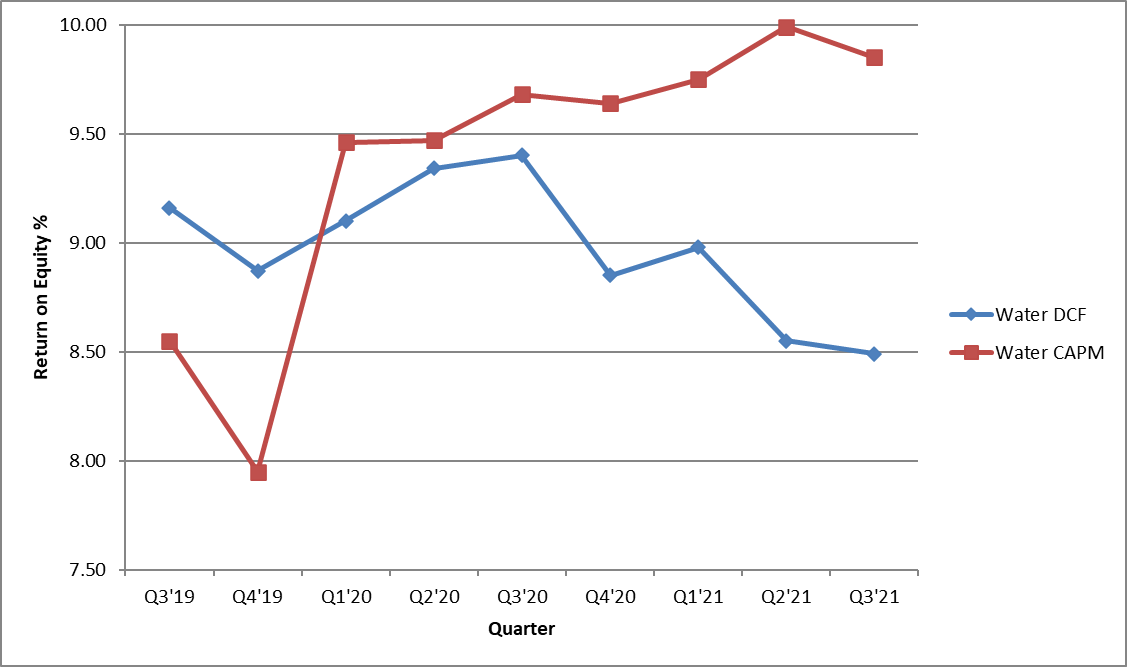 10.00
9.50
9.00
8.50
8.00
7.50
Return on Equity %
Q3'19 Q4'19 Q1'20 Q2'20 Q3'20 Q4'20 Q1'21 Q2'21 Q3'21
Quarter
Water DCF
Water CAPM